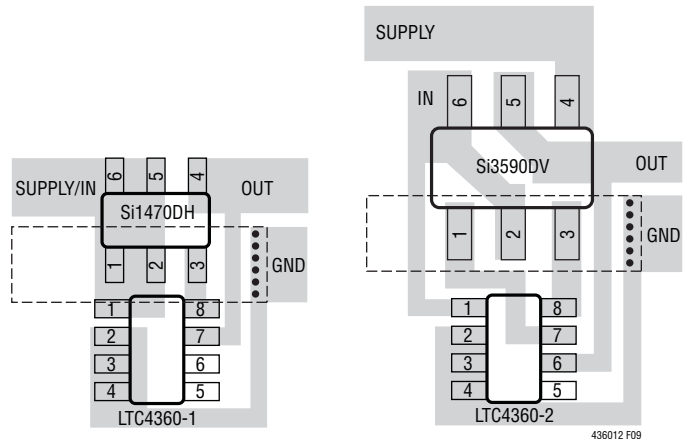 SUPPLY/IN
6
5
4
OUT
Si1470DH
1
2
3
GND
1
8
2
7
3
6
4
5
LTC4360-1
SUPPLY
IN
6
5
4
Si3590DV
OUT
1
2
3
GND
1
8
2
7
3
6
4
5
LTC4360-2
436012 F09